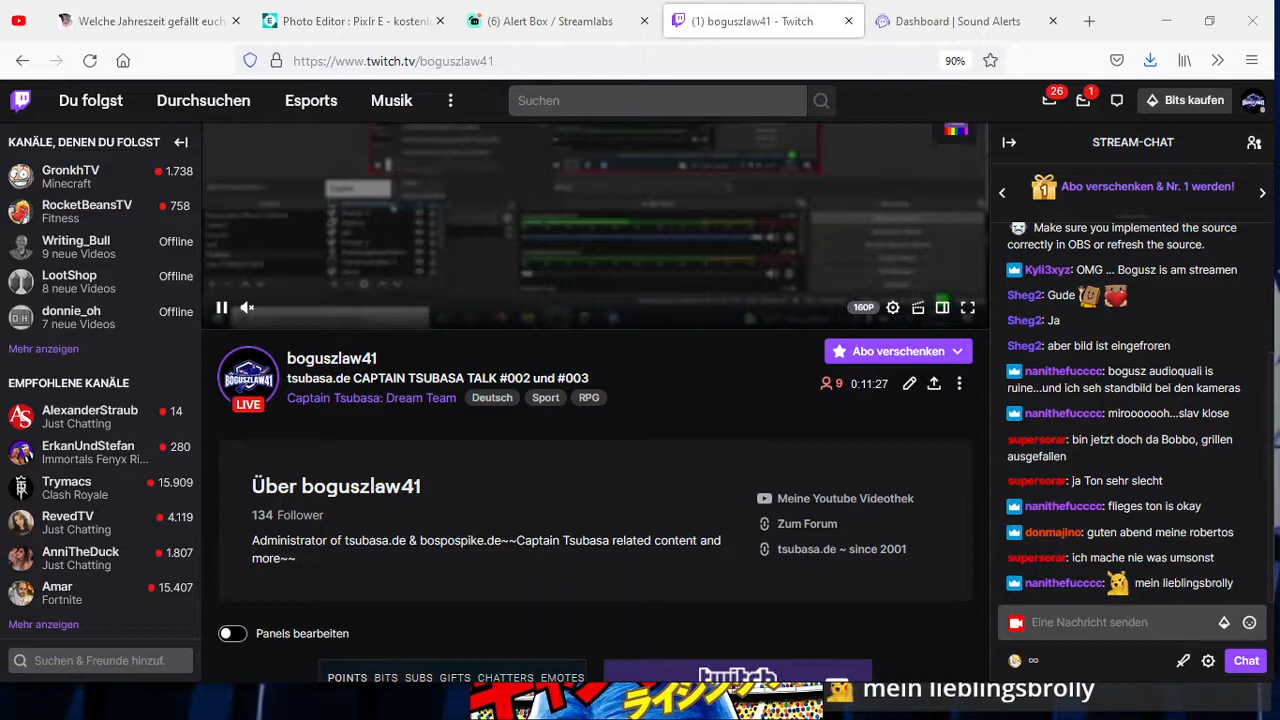 Welche Jahreszeit gefällt euch
Photo Editor : Pixlr E - kostenl
(6) Alert Box / Streamlabs
(1) boguszlaw41 - Twitch
Dashboard | Sound Alerts
https://www.twitch.tv/boguszlaw41
90%
Du folgst
Durchsuchen
Esports
Musik
Suchen
26
1
Bits kaufen
KANÄLE, DENEN DU FOLGST
GronkhTV
1.738
Minecraft
RocketBeansTV
758
Fitness
Writing_Bull
Offline
9 neue Videos
LootShop
Offline
8 neue Videos
donnie_oh
Offline
7 neue Videos
Mehr anzeigen
EMPFOHLENE KANÄLE
AlexanderStraub
14
Just Chatting
ErkanUndStefan
280
Immortals Fenyx Ri...
Trymacs
15.909
Clash Royale
RevedTV
4.119
Just Chatting
AnniTheDuck
1.807
Just Chatting
Amar
15.407
Fortnite
Mehr anzeigen
Suchen & Freunde hinzuf.
160P
BOGUSZLAW41
LIVE
boguszlaw41
tsubasa.de CAPTAIN TSUBASA TALK #002 und #003
Captain Tsubasa: Dream Team
Deutsch
Sport
RPG
Abo verschenken
9
0:11:27
Über boguszlaw41
134 Follower
Administrator of tsubasa.de & bospospike.de~~Captain Tsubasa related content and
more~~
Meine Youtube Videothek
Zum Forum
tsubasa.de ~ since 2001
Panels bearbeiten
POINTS BITS SUBS GIFTS CHATTERS EMOTES
twitch
STREAM-CHAT
1
Abo verschenken & Nr. 1 werden!
Make sure you implemented the source
correctly in OBS or refresh the source.
Kyli3xyz: OMG ... Bogusz is am streamen
Sheg2: Gude
Sheg2: Ja
Sheg2: aber bild ist eingefroren
nanithefucccc: bogusz audioquali is
ruine...und ich seh standbild bei den kameras
nanithefucccc: mirooooooh...slav klose
supersorar: bin jetzt doch da Bobbo, grillen
ausgefallen
supersorar: ja Ton sehr slecht
nanithefucccc: flieges ton is okay
donmajino: guten abend meine robertos
supersorar: ich mache nie was umsonst
nanithefucccc: mein lieblingsbrolly
Eine Nachricht senden
∞
Chat
mein lieblingsbrolly